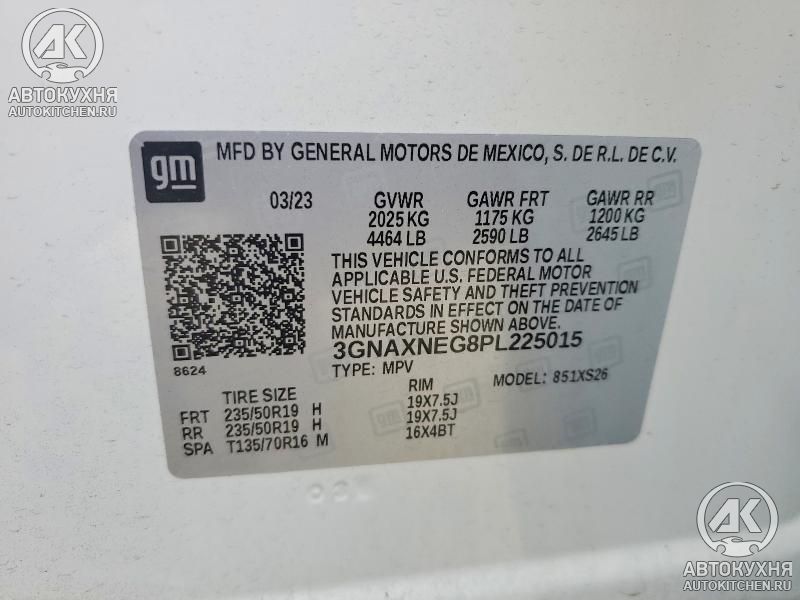 AK
АВТОКУХНЯ
AUTOKITCHEN.RU
gm
MFD BY GENERAL MOTORS DE MEXICO, S. DE R.L. DE C.V.
03/23 GVWR GAWR FRT GAWR RR
2025 KG 1175 KG 1200 KG
4464 LB 2590 LB 2645 LB
THIS VEHICLE CONFORMS TO ALL
APPLICABLE U.S. FEDERAL MOTOR
VEHICLE SAFETY AND THEFT PREVENTION
STANDARDS IN EFFECT ON THE DATE OF
MANUFACTURE SHOWN ABOVE.
3GNAXNEG8PL225015
8624
TYPE: MPV MODEL: 851XS26
TIRE SIZE RIM
FRT 235/50R19 H 19X7.5J
RR 235/50R19 H 19X7.5J
SPA T135/70R16 M 16X4BT
AK
АВТОКУХНЯ
AUTOKITCHEN.RU